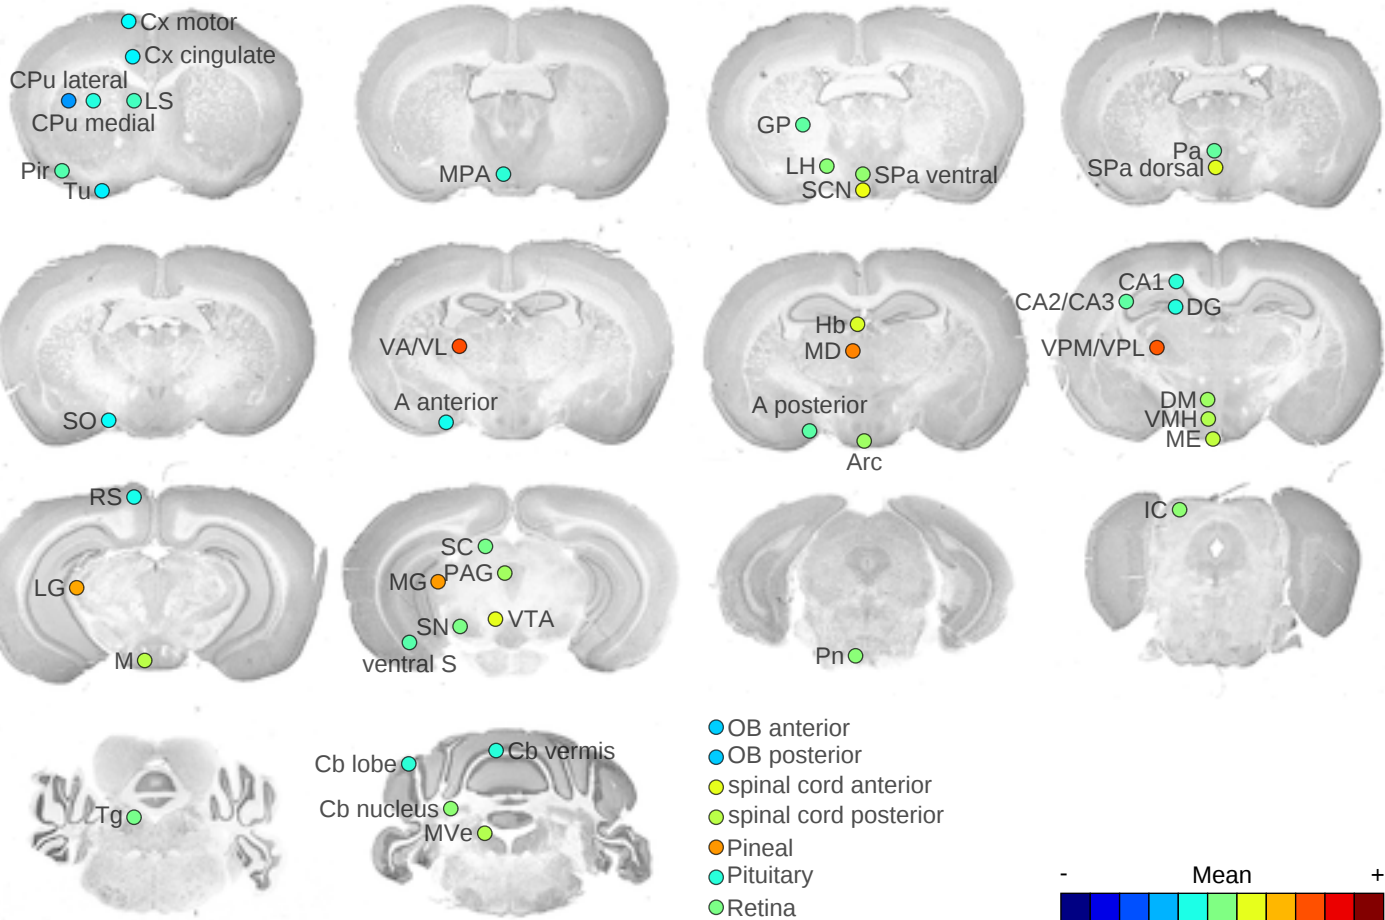 Cx motor
Cx cingulate
CPu lateral
LS
CPu medial
Pir
Tu
MPA
GP
LH
SPa ventral
SCN
Pa
SPa dorsal
SO
VA/VL
A anterior
Hb
MD
A posterior
Arc
CA1
CA2/CA3
DG
VPM/VPL
DM
VMH
ME
RS
LG
M
SC
MG
PAG
SN
VTA
ventral S
Pn
IC
Tg
Cb lobe
Cb vermis
Cb nucleus
MVe
OB anterior
OB posterior
spinal cord anterior
spinal cord posterior
Pineal
Pituitary
Retina
- Mean +